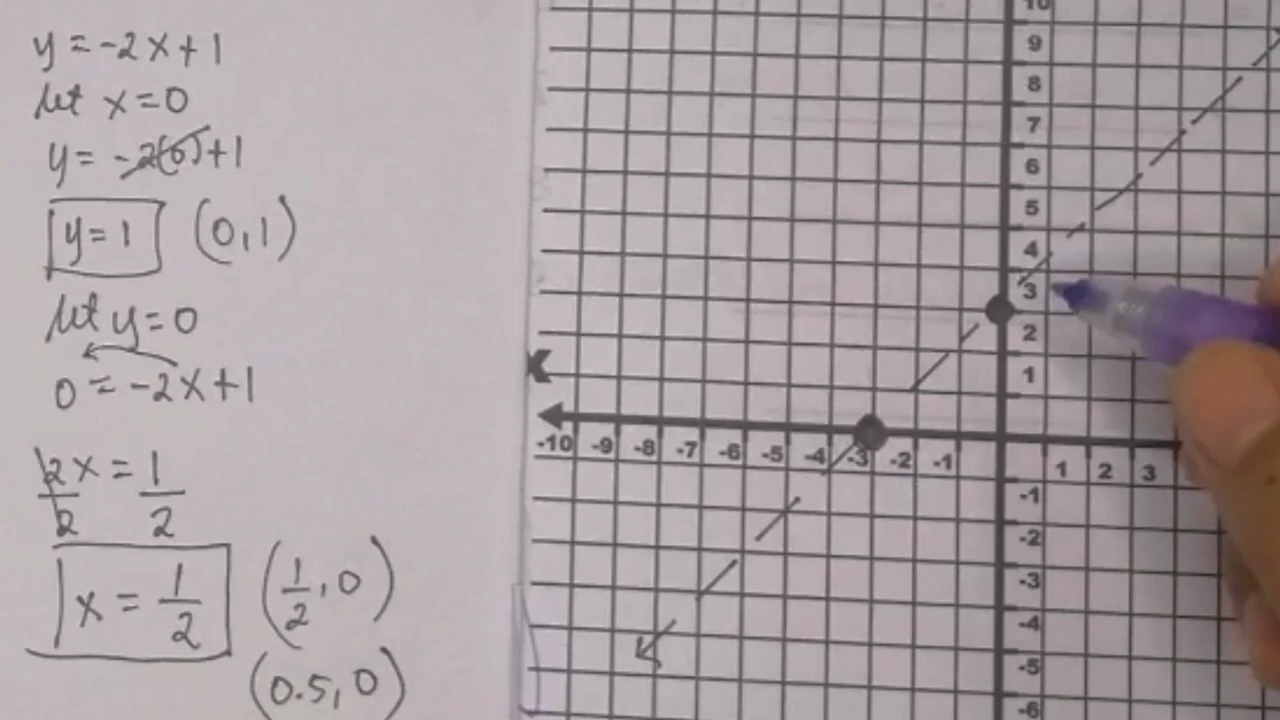 y = -2x + 1
let x = 0
y = -2(0) + 1
y = 1 (0,1)
let y = 0
0 = -2x + 1
2x = 1
2 2
x = 1/2 (1/2, 0)
(0.5, 0)
10
9
8
7
6
5
4
3
2
1
x
-10 -9 -8 -7 -6 -5 -4 -3 -2 -1 1 2 3
-1
-2
-3
-4
-5
-6